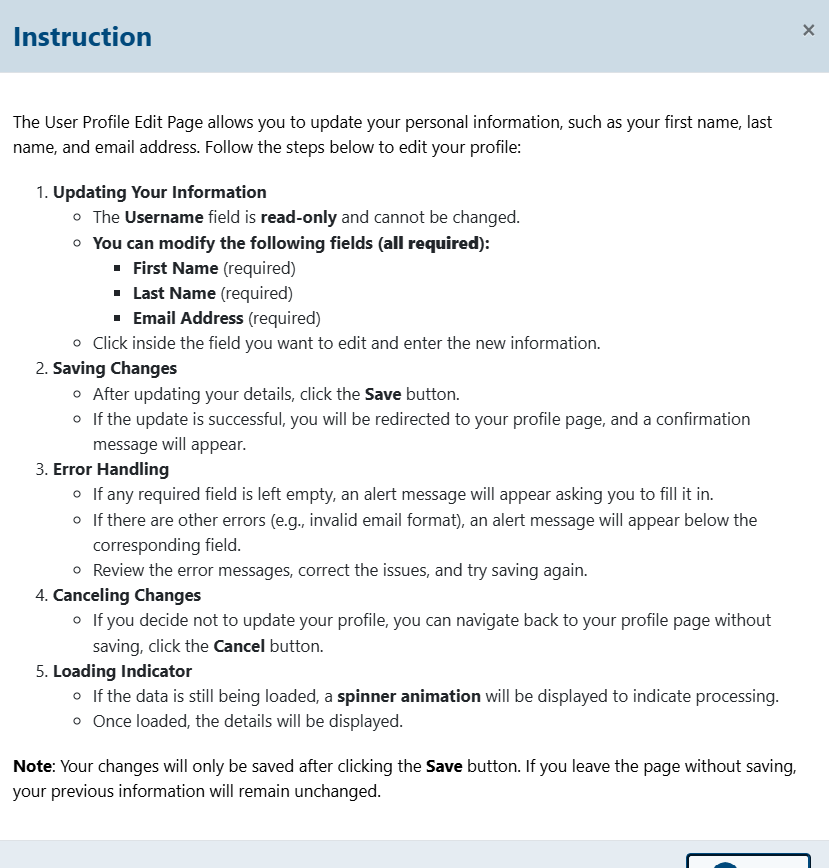 Instruction
×
The User Profile Edit Page allows you to update your personal information, such as your first name, last
name, and email address. Follow the steps below to edit your profile:
1. Updating Your Information
○ The Username field is read-only and cannot be changed.
○ You can modify the following fields (all required):
▪ First Name (required)
▪ Last Name (required)
▪ Email Address (required)
○ Click inside the field you want to edit and enter the new information.
2. Saving Changes
○ After updating your details, click the Save button.
○ If the update is successful, you will be redirected to your profile page, and a confirmation
message will appear.
3. Error Handling
○ If any required field is left empty, an alert message will appear asking you to fill it in.
○ If there are other errors (e.g., invalid email format), an alert message will appear below the
corresponding field.
○ Review the error messages, correct the issues, and try saving again.
4. Canceling Changes
○ If you decide not to update your profile, you can navigate back to your profile page without
saving, click the Cancel button.
5. Loading Indicator
○ If the data is still being loaded, a spinner animation will be displayed to indicate processing.
○ Once loaded, the details will be displayed.
Note: Your changes will only be saved after clicking the Save button. If you leave the page without saving,
your previous information will remain unchanged.